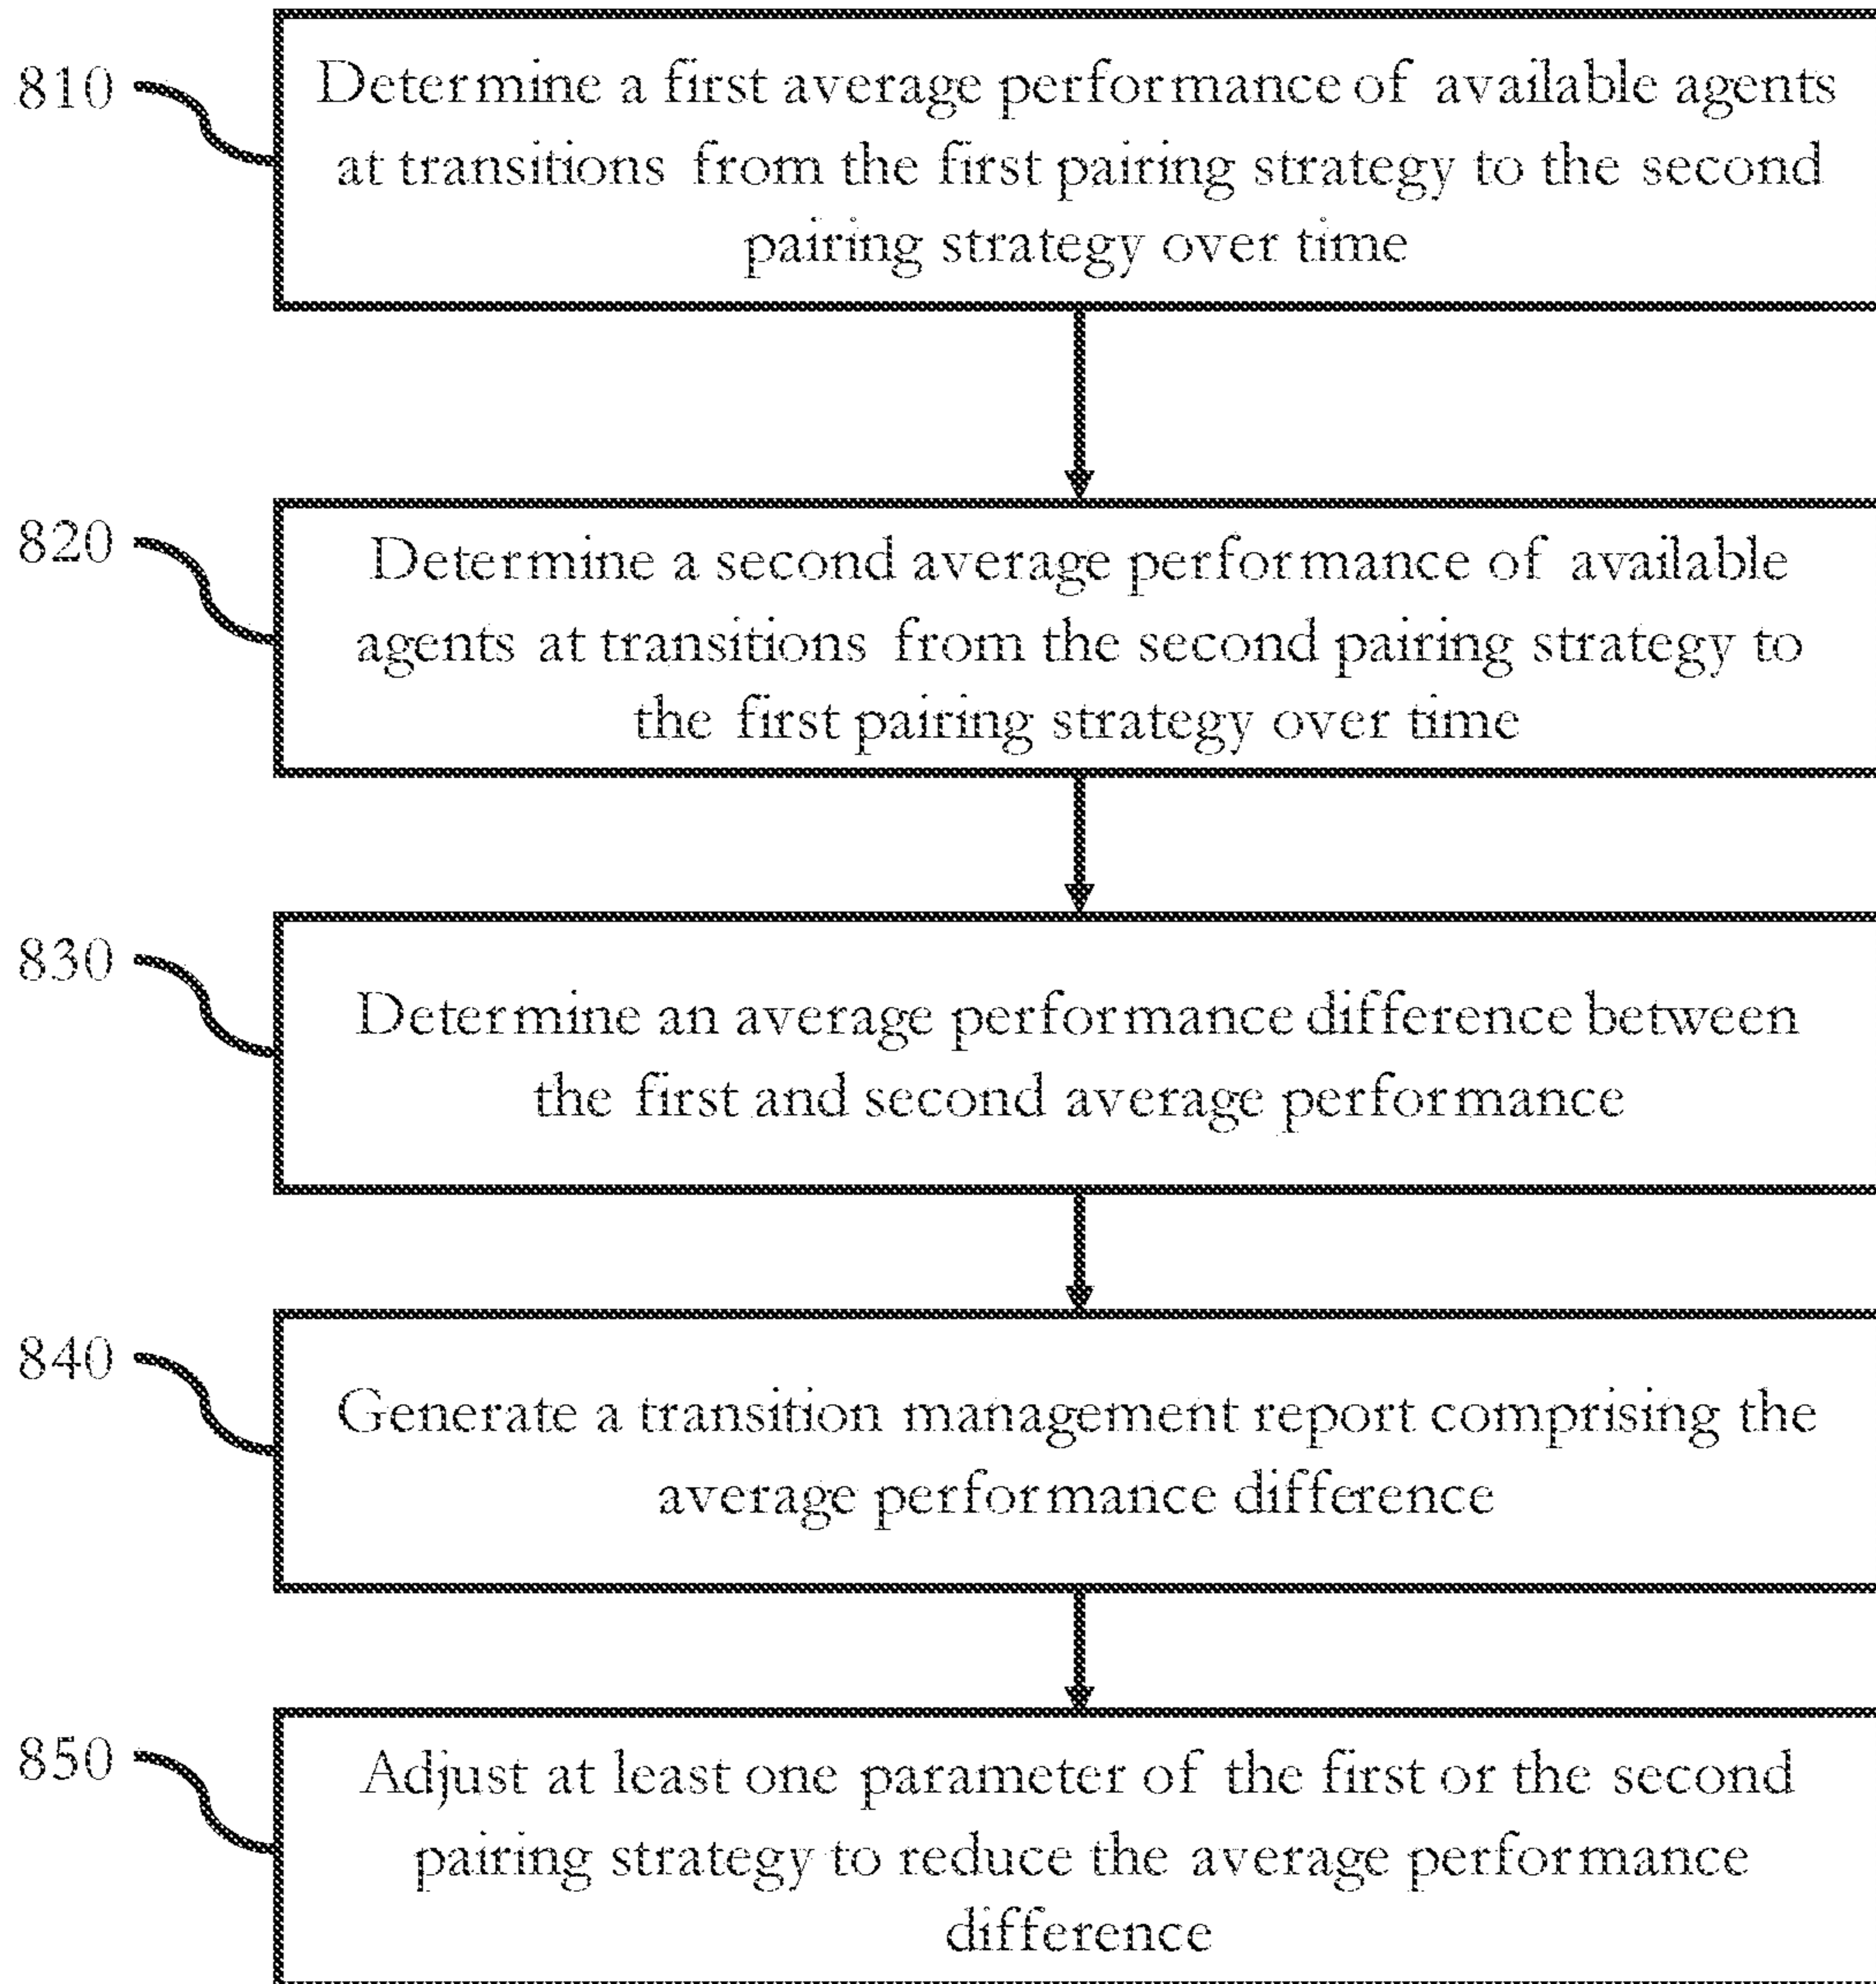 810
Determine a first average performance of available agents
at transitions from the first pairing strategy to the second
pairing strategy over time
820
Determine a second average performance of available
agents at transitions from the second pairing strategy to
the first pairing strategy over time
830
Determine an average performance difference between
the first and second average performance
840
Generate a transition management report comprising the
average performance difference
850
Adjust at least one parameter of the first or the second
pairing strategy to reduce the average performance
difference